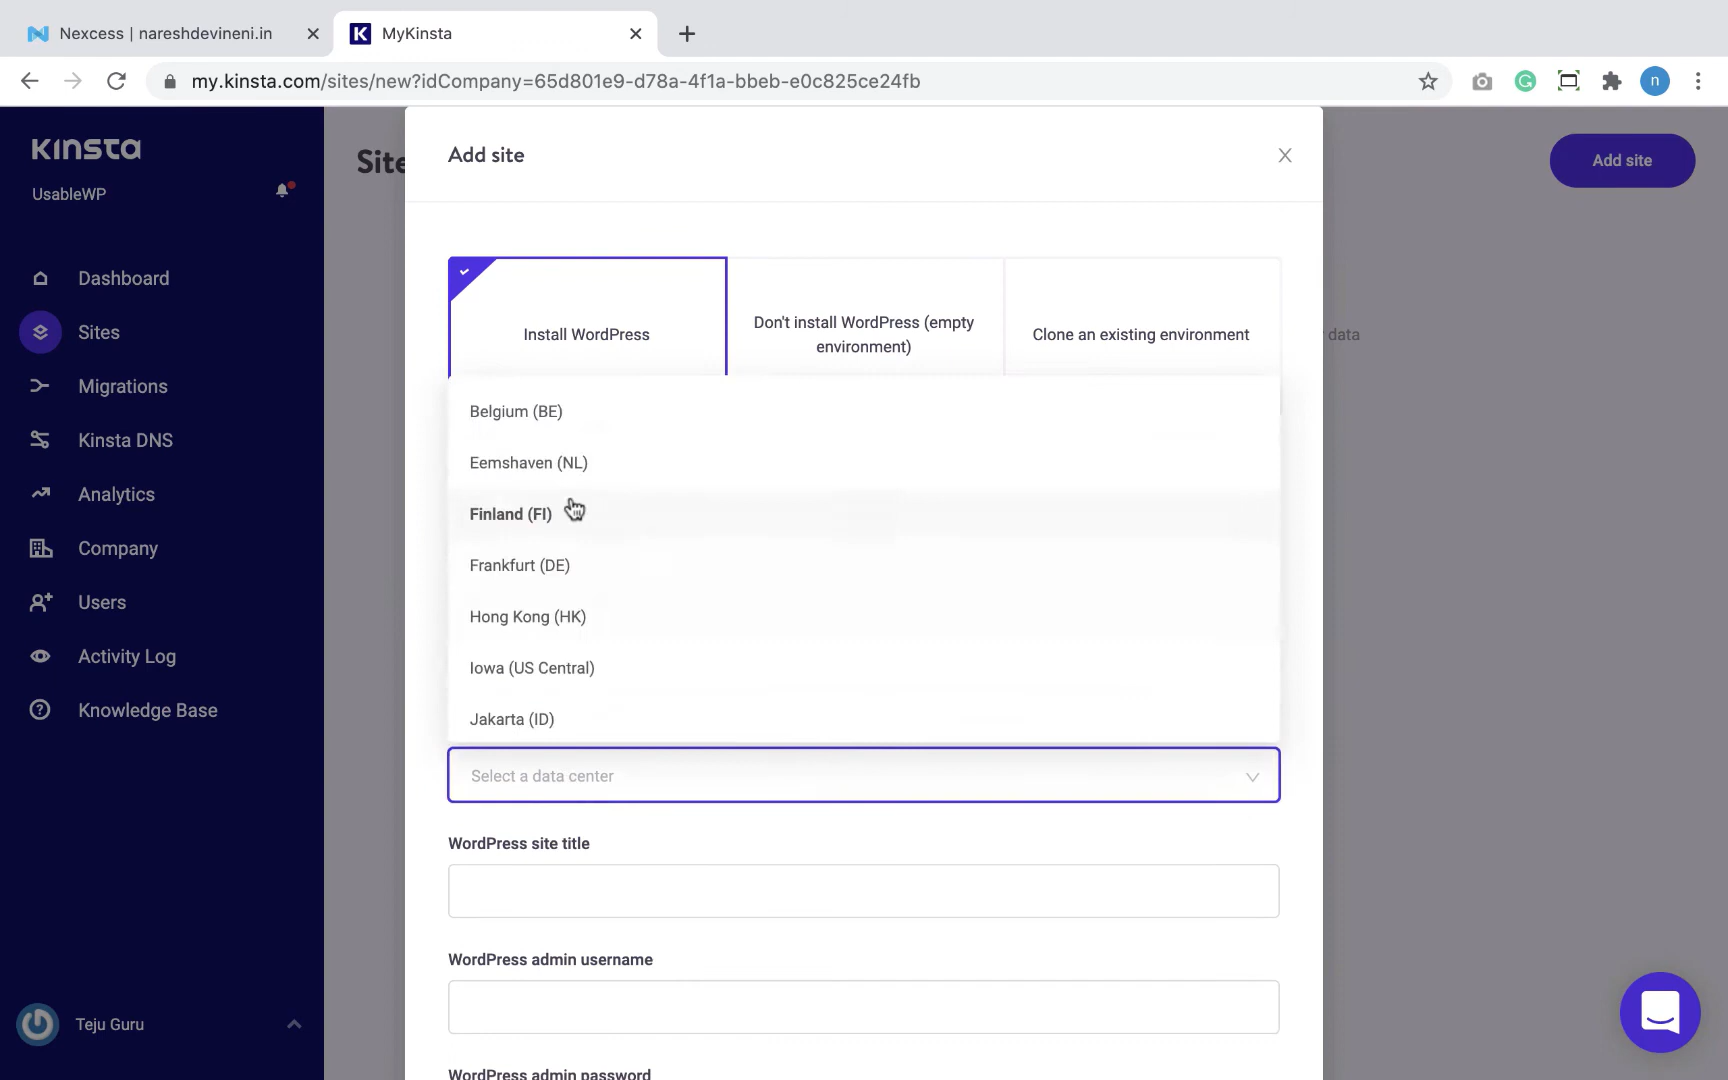 Nexcess | nareshdevineni.in
MyKinsta
my.kinsta.com/sites/new?idCompany=65d801e9-d78a-4f1a-bbeb-e0c825ce24fb
n
Kinsta
UsableWP
Dashboard
Sites
Migrations
Kinsta DNS
Analytics
Company
Users
Activity Log
Knowledge Base
Teju Guru
Site
Add site
Add site
Install WordPress
Don't install WordPress (empty
environment)
Clone an existing environment
data
Belgium (BE)
Eemshaven (NL)
Finland (FI)
Frankfurt (DE)
Hong Kong (HK)
Iowa (US Central)
Jakarta (ID)
Select a data center
WordPress site title
WordPress admin username
WordPress admin password